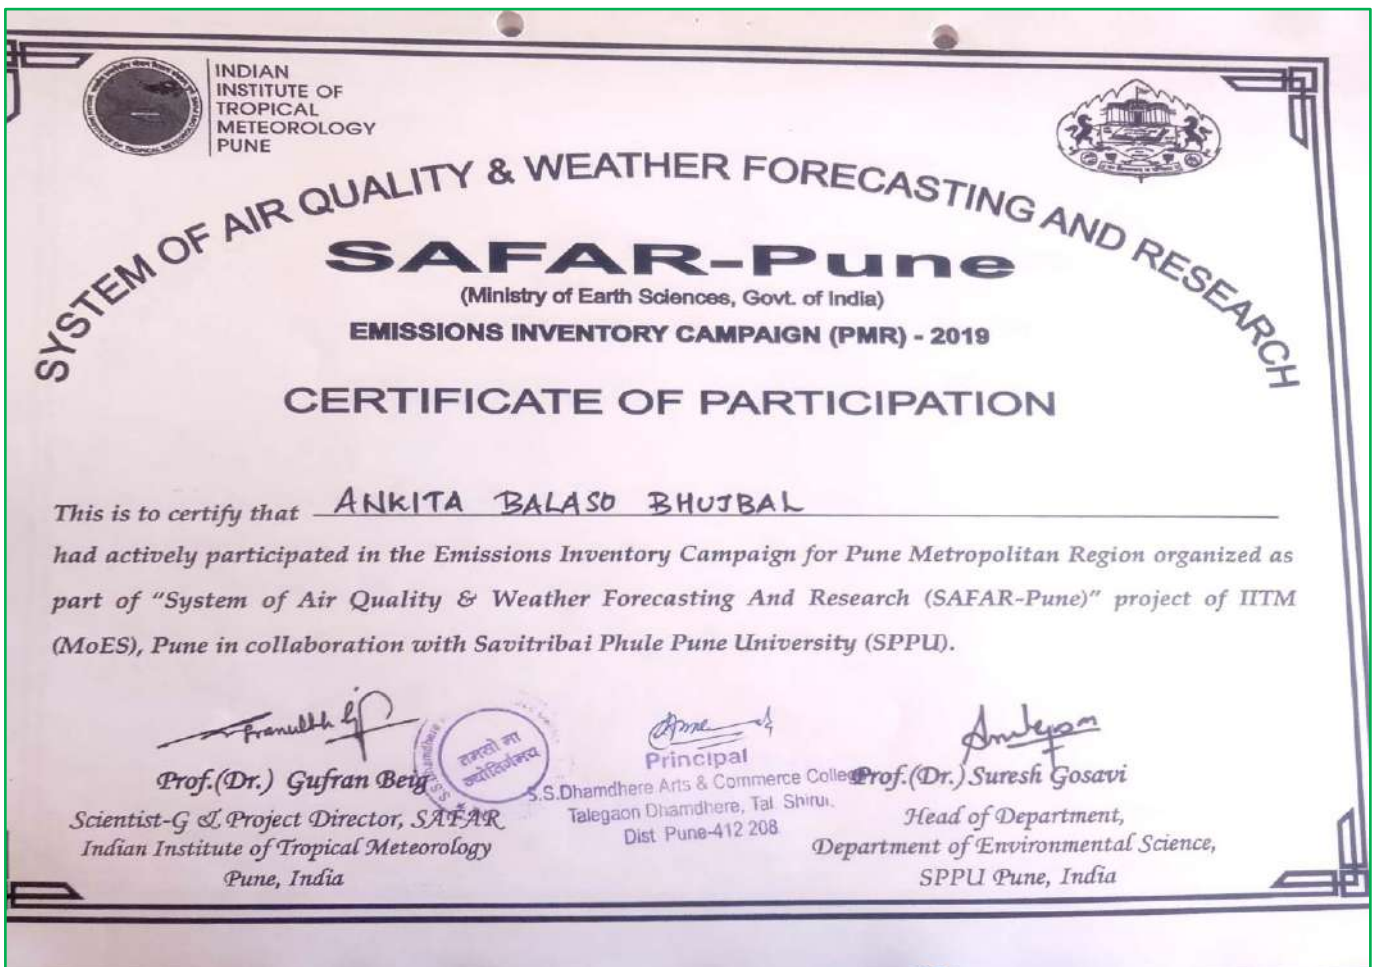 INDIAN
INSTITUTE OF
TROPICAL
METEOROLOGY
PUNE
SYSTEM OF AIR QUALITY & WEATHER FORECASTING AND RESEARCH
SAFAR-Pune
(Ministry of Earth Sciences, Govt. of India)
EMISSIONS INVENTORY CAMPAIGN (PMR) - 2019
CERTIFICATE OF PARTICIPATION
This is to certify that ANKITA BALASO BHUJBAL
had actively participated in the Emissions Inventory Campaign for Pune Metropolitan Region organized as
part of "System of Air Quality & Weather Forecasting And Research (SAFAR-Pune)" project of IITM
(MoES), Pune in collaboration with Savitribai Phule Pune University (SPPU).
तमसो मा
ज्योतिर्गमय
Prof.(Dr.) Gufran Beig
Scientist-G & Project Director, SAFAR
Indian Institute of Tropical Meteorology
Pune, India
Principal
S.S.Dhamdhere Arts & Commerce College
Talegaon Dhamdhere, Tal Shirur,
Dist Pune-412 208
Prof.(Dr.) Suresh Gosavi
Head of Department,
Department of Environmental Science,
SPPU Pune, India